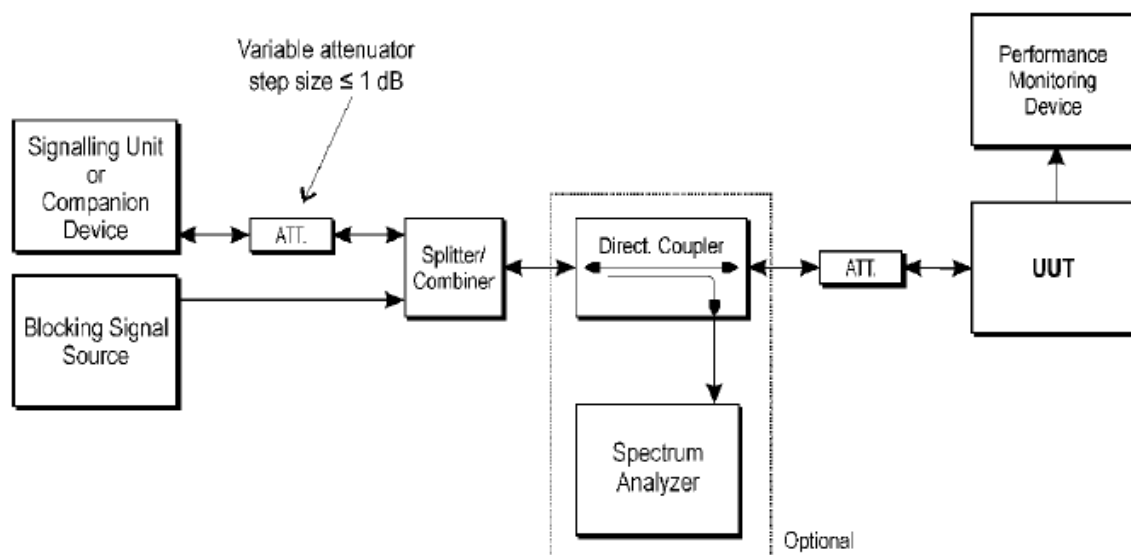 Variable attenuator
step size ≤ 1 dB
Performance
Monitoring
Device
Signalling Unit
or
Companion
Device
ATT.
Splitter/
Combiner
Direct. Coupler
ATT.
UUT
Blocking Signal
Source
Spectrum
Analyzer
Optional